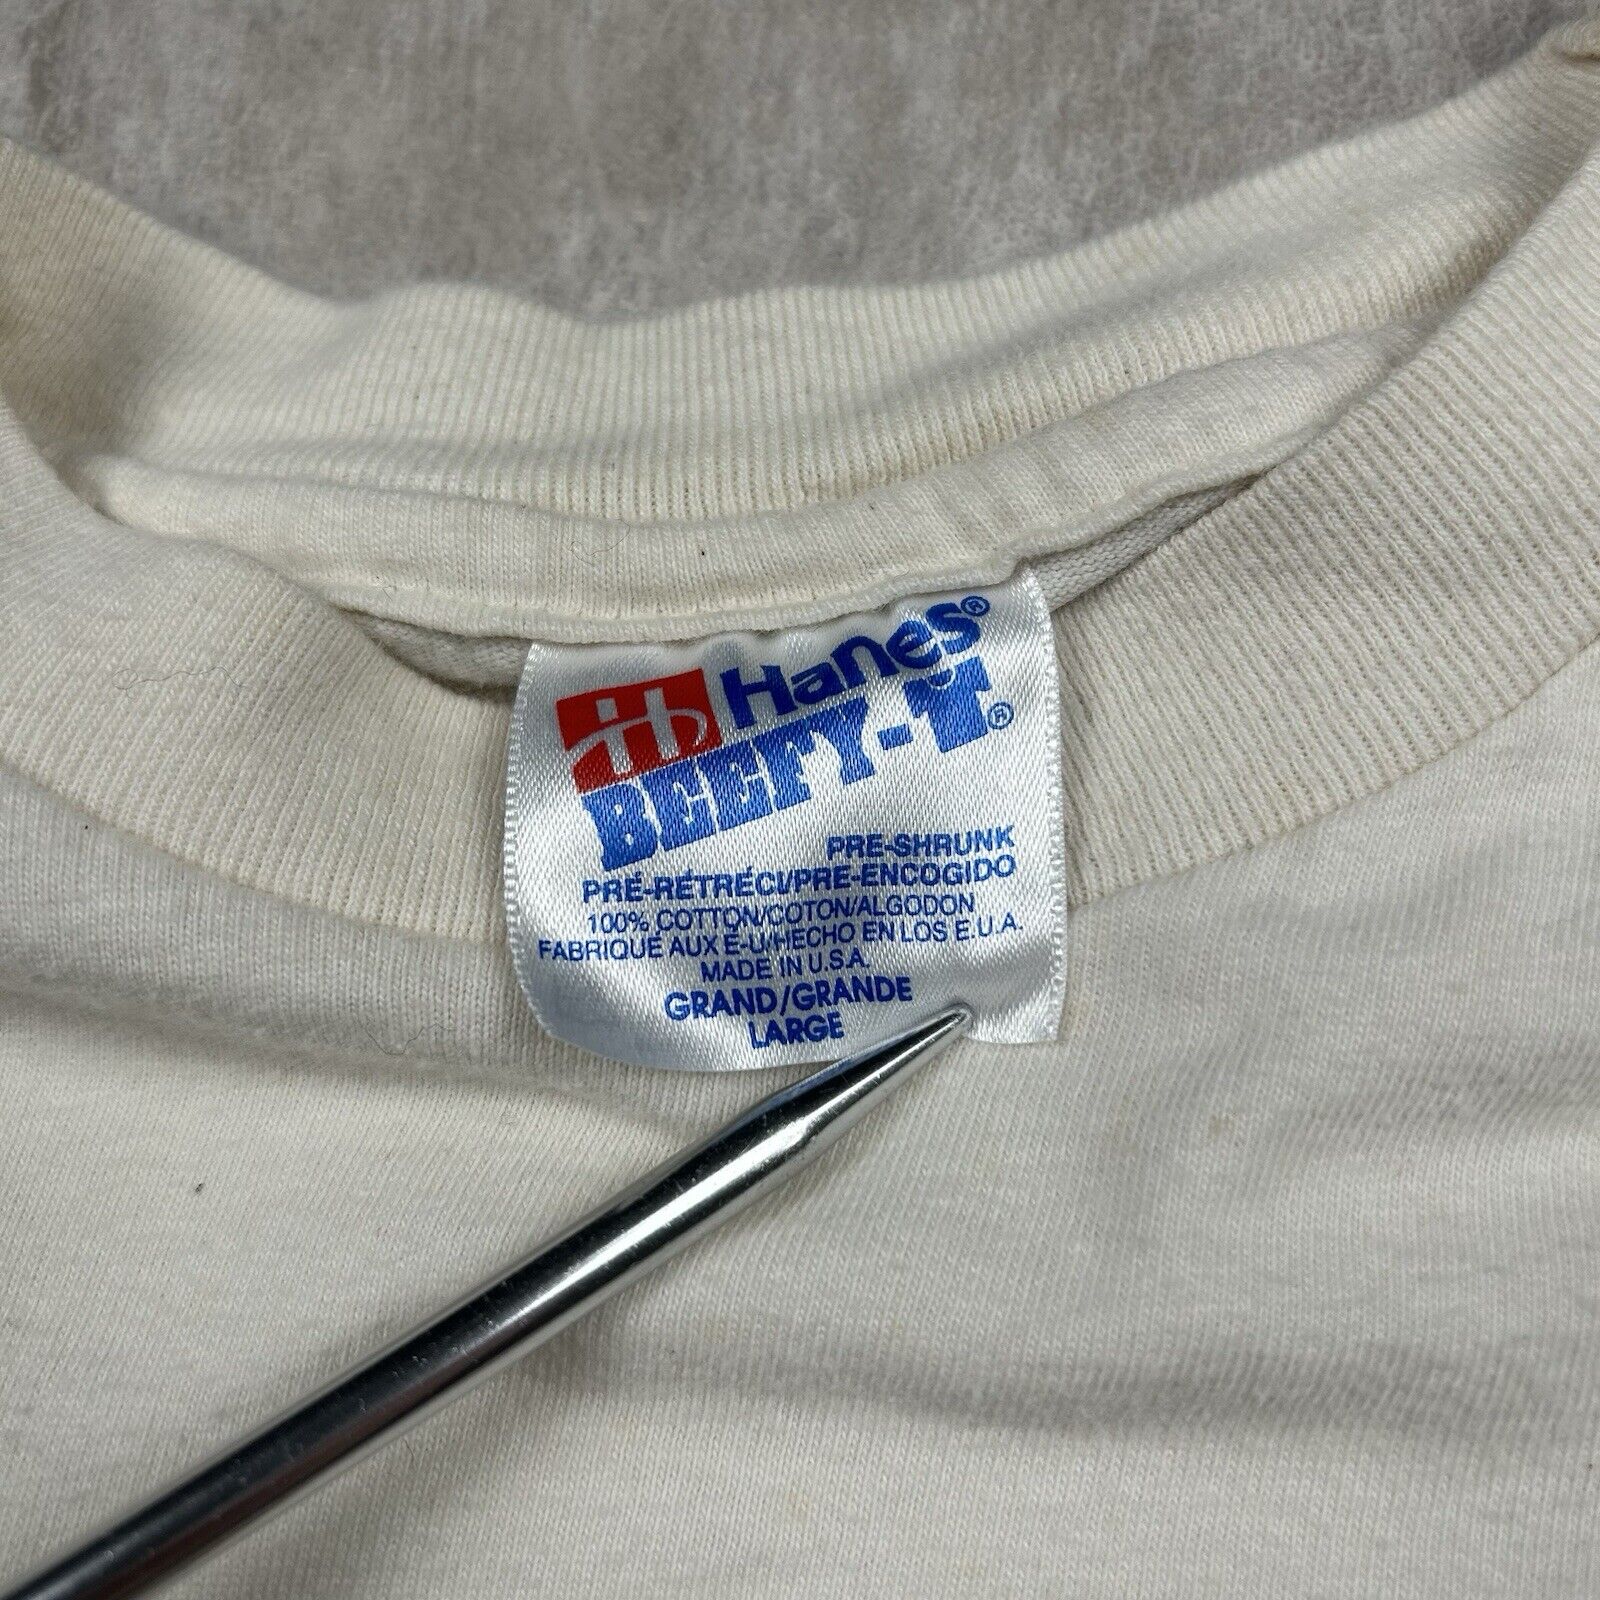 Hanes®
BEEFY-T®
PRE-SHRUNK
PRÉ-RÉTRÉCI/PRE-ENCOGIDO
100% COTTON/COTON/ALGODON
FABRIQUE AUX É-U/HECHO EN LOS E.U.A.
MADE IN U.S.A.
GRAND/GRANDE
LARGE